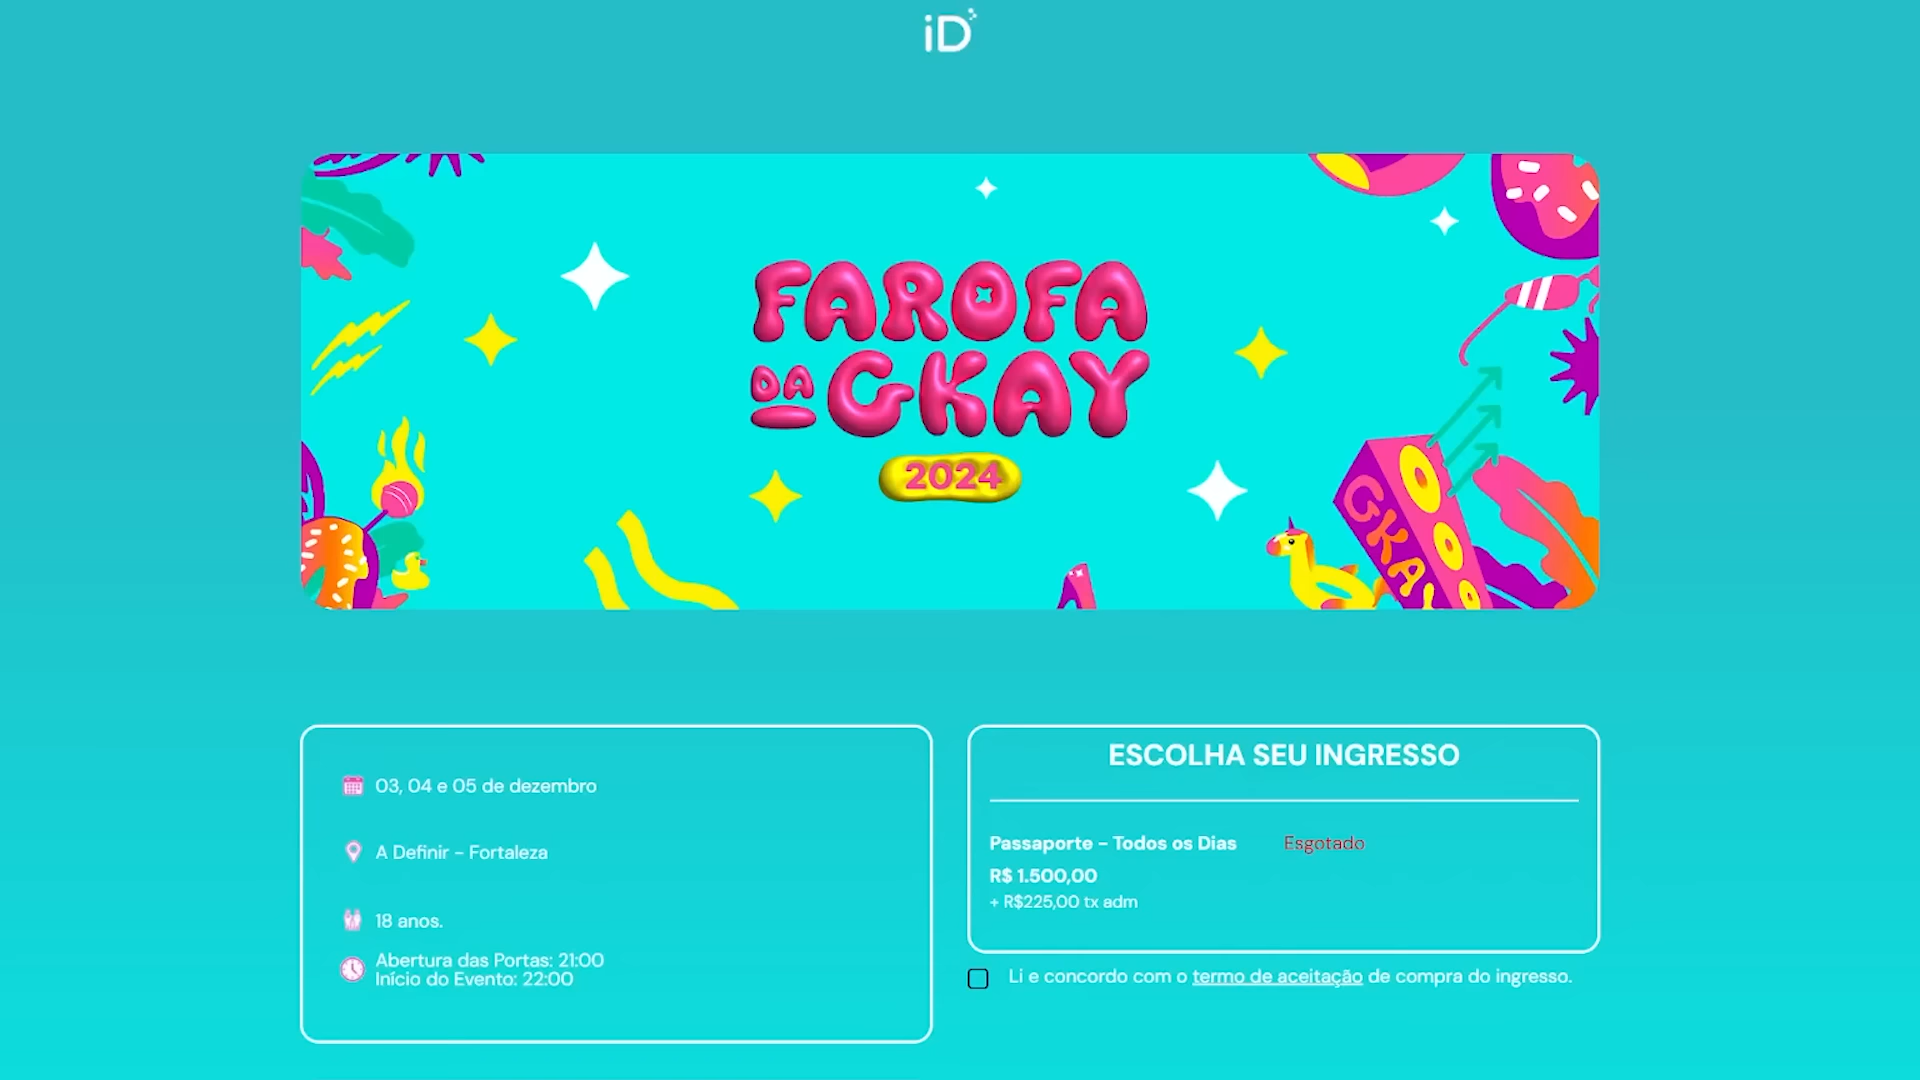 iD
FAROFA
DA GKAY
2024
GKAY
03, 04 e 05 de dezembro
A Definir - Fortaleza
18 anos.
Abertura das Portas: 21:00
Início do Evento: 22:00
ESCOLHA SEU INGRESSO
Passaporte - Todos os Dias Esgotado
R$ 1.500,00
+ R$225,00 tx adm
Li e concordo com o termo de aceitação de compra do ingresso.